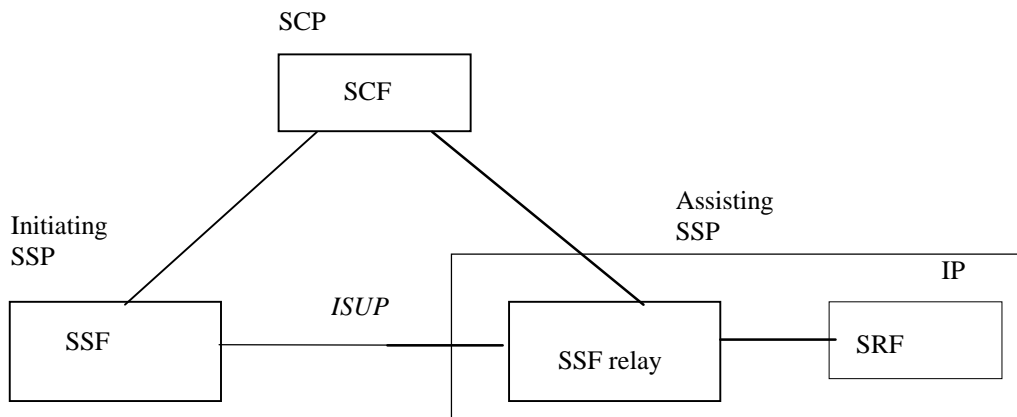 SCP
SCF
Assisting
SSP
Initiating
SSP
IP
ISUP
SSF
SSF relay
SRF